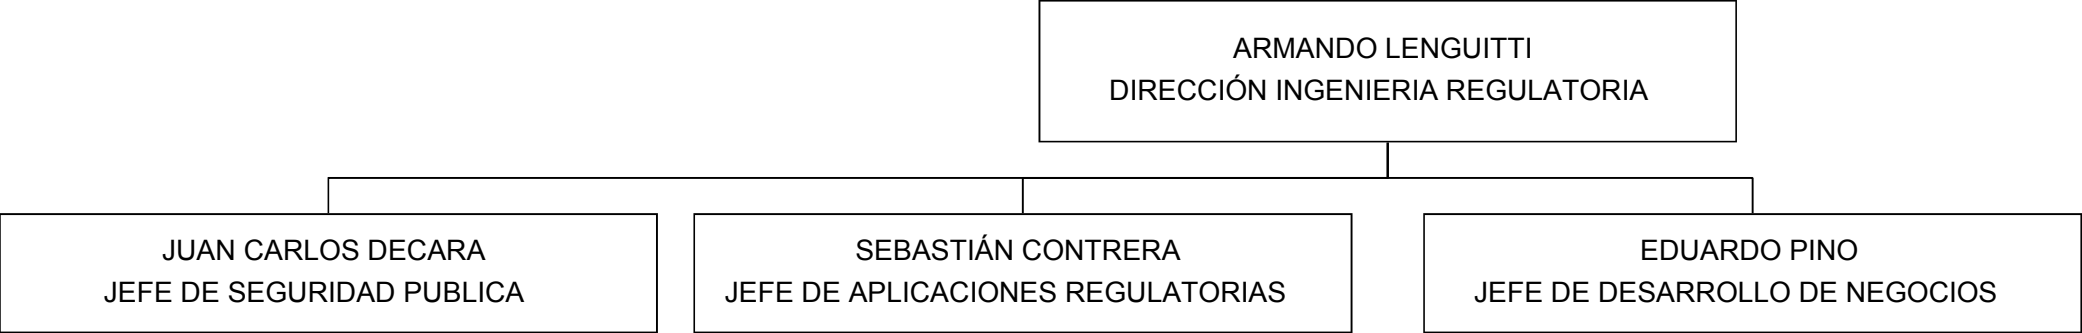 ARMANDO LENGUITTI
DIRECCIÓN INGENIERIA REGULATORIA
JUAN CARLOS DECARA
JEFE DE SEGURIDAD PUBLICA
SEBASTIÁN CONTRERA
JEFE DE APLICACIONES REGULATORIAS
EDUARDO PINO
JEFE DE DESARROLLO DE NEGOCIOS